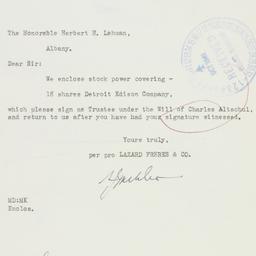 The Honorable Herbert H. Lehman,
Albany.
Dear Sir:
We enclose stock power covering -
18 shares Detroit Edison Company,
which please sign as Trustee under the Will of Charles Altschul,
and return to us after you have had your signature witnessed.
Yours truly,
per pro LAZARD FRERES & CO.
MD:MK
Enclos.